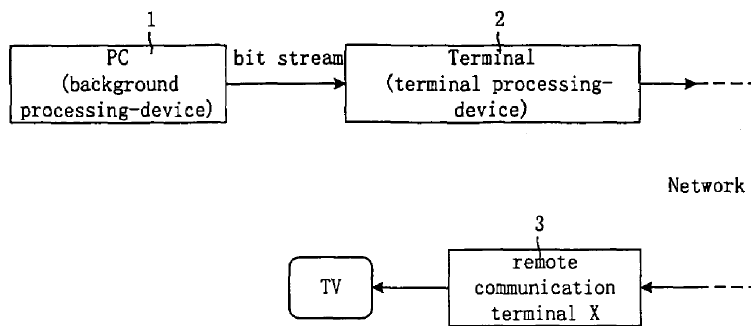 1
PC
(background
processing-device)
bit stream
2
Terminal
(terminal processing-
device)
Network
3
remote
communication
terminal X
TV